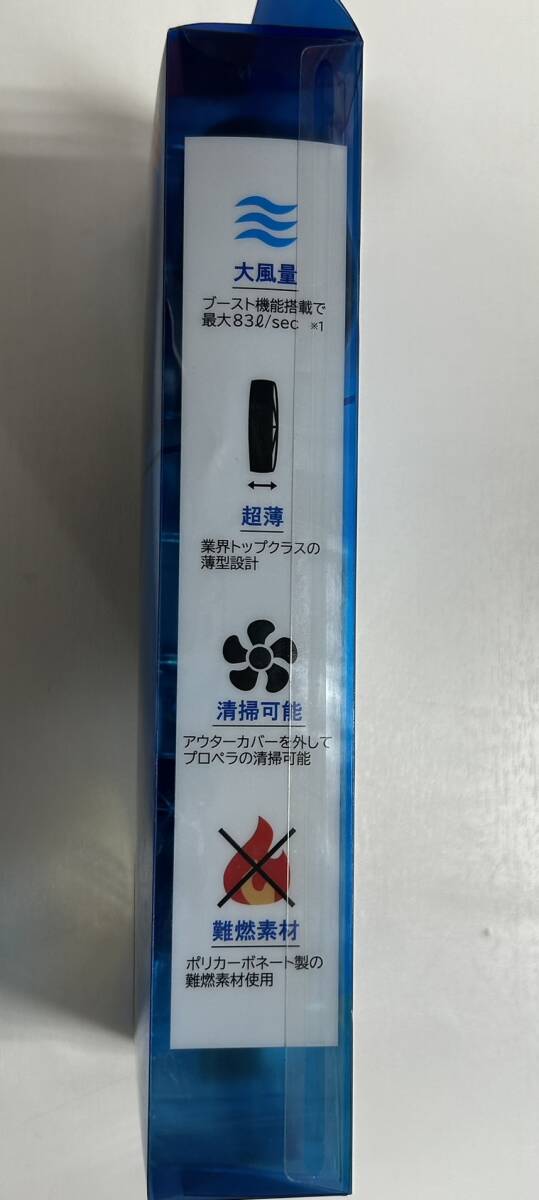 大風量
ブースト機能搭載で
最大83ℓ/sec ※1
超薄
業界トップクラスの
薄型設計
清掃可能
アウターカバーを外して
プロペラの清掃可能
難燃素材
ポリカーボネート製の
難燃素材使用